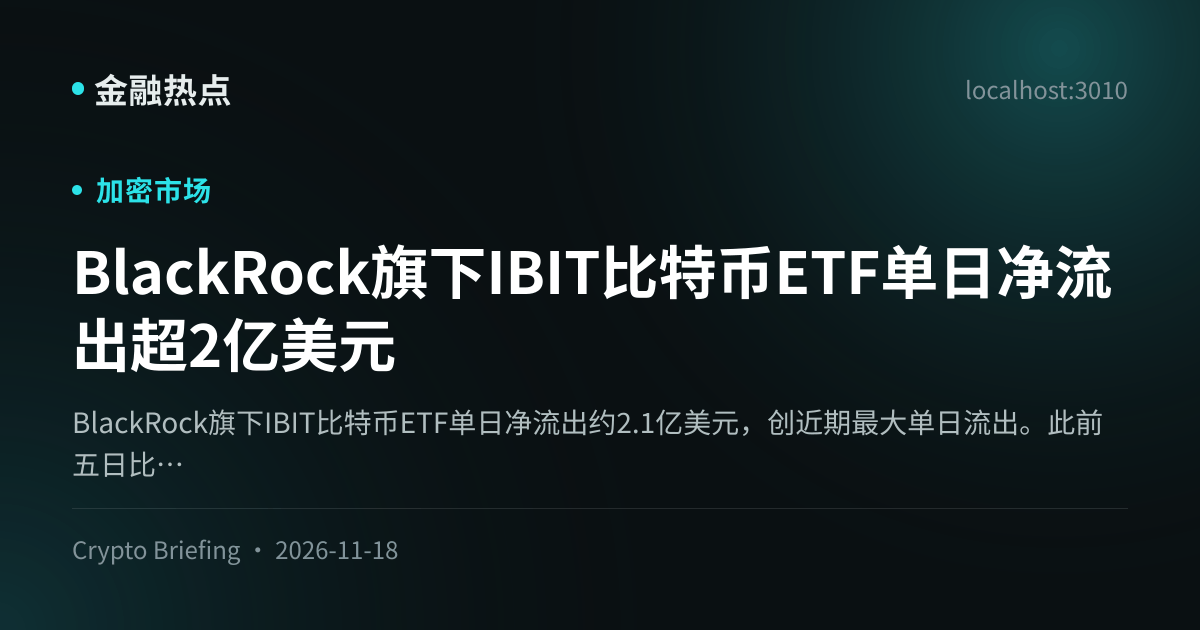 金融热点
localhost:3010
加密市场
BlackRock旗下IBIT比特币ETF单日净流
出超2亿美元
BlackRock旗下IBIT比特币ETF单日净流出约2.1亿美元，创近期最大单日流出。此前
五日比…
Crypto Briefing · 2026-11-18